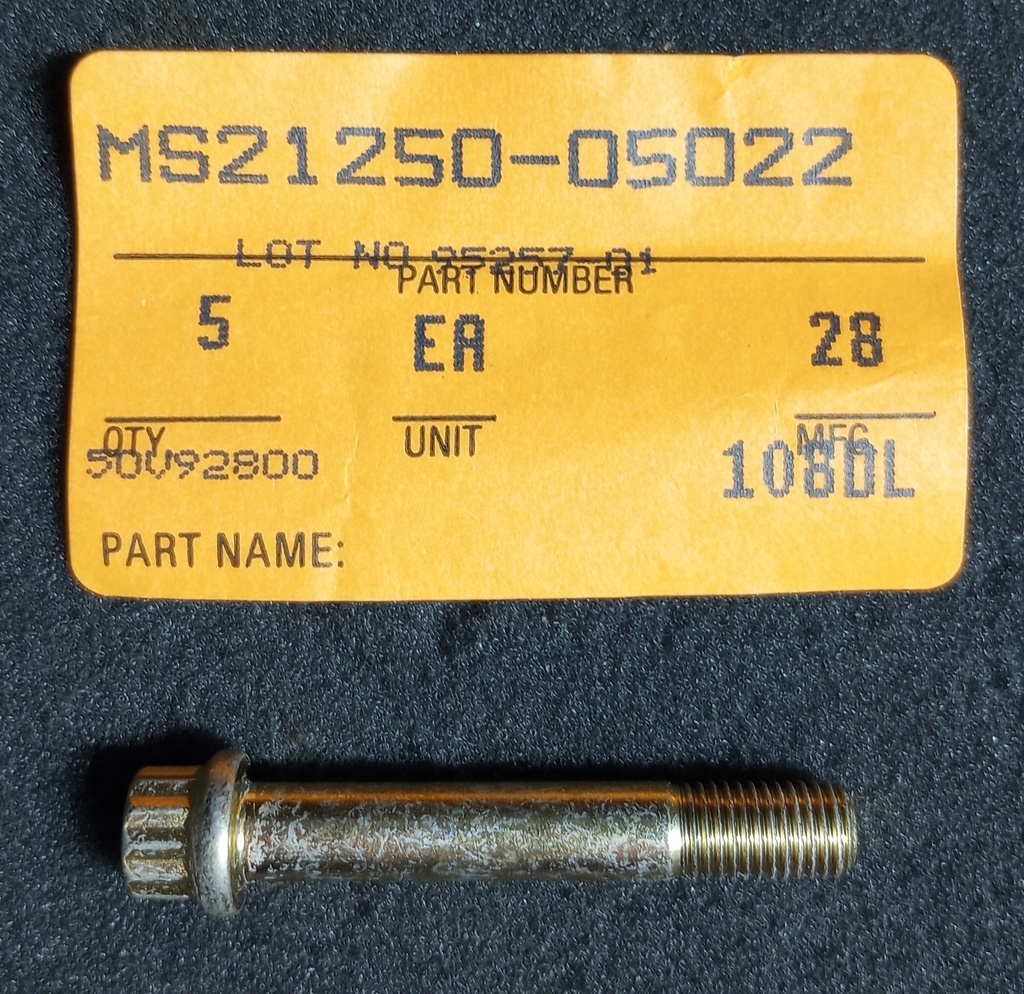 MS21250-05022
LOT NO 95257-01
PART NUMBER
5 EA 28
QTY UNIT MFG
50V92800 108DL
PART NAME: